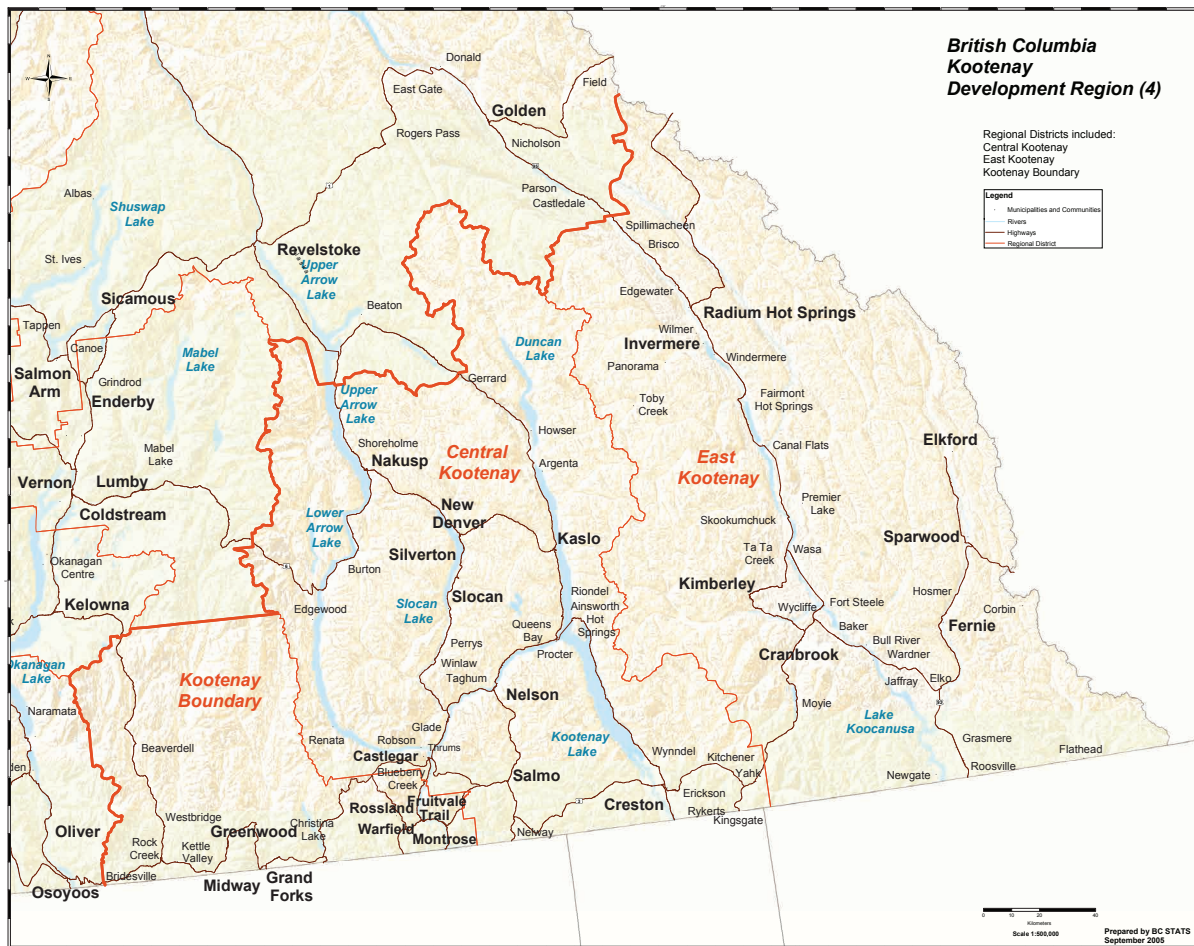 British Columbia
Kootenay
Development Region (4)
Regional Districts included:
Central Kootenay
East Kootenay
Kootenay Boundary
Legend
Municipalities and Communities
Rivers
Highways
Regional District
N
W
E
S
Donald
Field
East Gate
Golden
Rogers Pass
Nicholson
Albas
Parson
Castledale
Shuswap
Lake
Spillimacheen
Brisco
St. Ives
Revelstoke
Upper
Arrow
Lake
Edgewater
Sicamous
Beaton
Radium Hot Springs
Tappen
Wilmer
Invermere
Canoe
Mabel
Lake
Duncan
Lake
Windermere
Panorama
Salmon
Arm
Grindrod
Enderby
Gerrard
Upper
Arrow
Lake
Toby
Creek
Fairmont
Hot Springs
Howser
Shoreholme
Nakusp
Mabel
Lake
Central
Kootenay
Canal Flats
Elkford
Argenta
East
Kootenay
Vernon
Lumby
Coldstream
Lower
Arrow
Lake
New
Denver
Premier
Lake
Skookumchuck
Kaslo
Silverton
Sparwood
Ta Ta
Creek
Wasa
Okanagan
Centre
Burton
Kimberley
Riondel
Ainsworth
Hot
Springs
Hosmer
Kelowna
Edgewood
Slocan
Lake
Slocan
Wycliffe
Fort Steele
Corbin
Queens
Bay
Baker
Fernie
Perrys
Procter
Bull River
Wardner
Cranbrook
Okanagan
Lake
Winlaw
Taghum
Kootenay
Boundary
Jaffray
Elko
Nelson
Moyie
Naramata
Lake
Koocanusa
Glade
Renata
Robson
Thrums
Kootenay
Lake
Grasmere
Flathead
Beaverdell
Castlegar
Wynndel
Kitchener
Roosville
den
Blueberry
Creek
Salmo
Yahk
Newgate
Erickson
Rossland
Fruitvale
Trail
Creston
Rykerts
Westbridge
Christina
Lake
Kingsgate
Oliver
Greenwood
Warfield
Montrose
Nelway
Rock
Creek
Kettle
Valley
Bridesville
Osoyoos
Midway
Grand
Forks
0 10 20 40
Kilometers
Scale 1:500,000
Prepared by BC STATS
September 2005